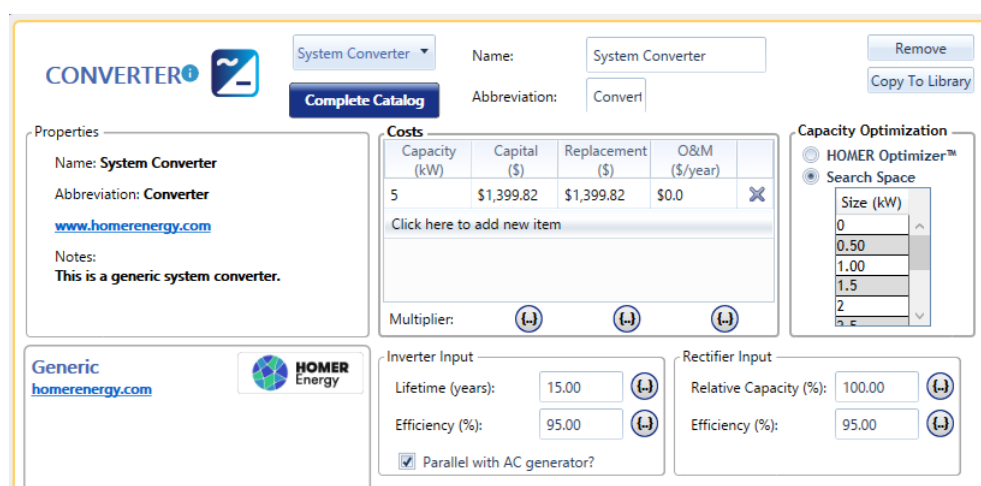 CONVERTER
System Converter
Complete Catalog
Name: System Converter
Abbreviation: Convert
Remove
Copy To Library
Properties
Name: System Converter
Abbreviation: Converter
www.homerenergy.com
Notes:
This is a generic system converter.
Costs
Capacity (kW) Capital ($) Replacement ($) O&M ($/year)
5 $1,399.82 $1,399.82 $0.0
Click here to add new item
Multiplier: {..} {..} {..}
Capacity Optimization
HOMER Optimizer™
Search Space
Size (kW)
0
0.50
1.00
1.5
2
Generic
homerenergy.com
HOMER
Energy
Inverter Input
Lifetime (years): 15.00 {..}
Efficiency (%): 95.00 {..}
Parallel with AC generator?
Rectifier Input
Relative Capacity (%): 100.00 {..}
Efficiency (%): 95.00 {..}